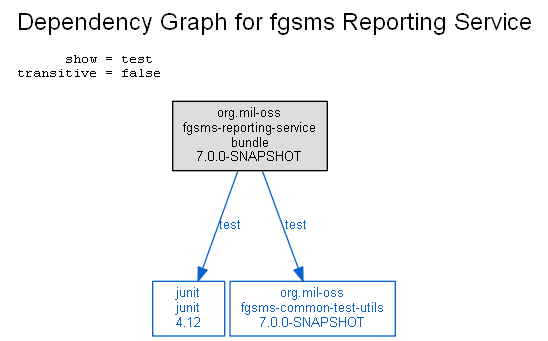 Dependency Graph for fgsms Reporting Service
show = test
transitive = false
org.mil-oss
fgsms-reporting-service
bundle
7.0.0-SNAPSHOT
test
test
junit
junit
4.12
org.mil-oss
fgsms-common-test-utils
7.0.0-SNAPSHOT